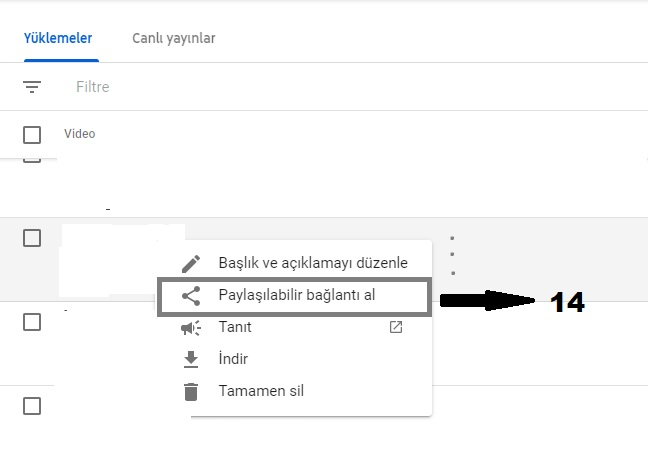 Yüklemeler
Canlı yayınlar
Filtre
Video
Başlık ve açıklamayı düzenle
Paylaşılabilir bağlantı al
14
Tanıt
İndir
Tamamen sil